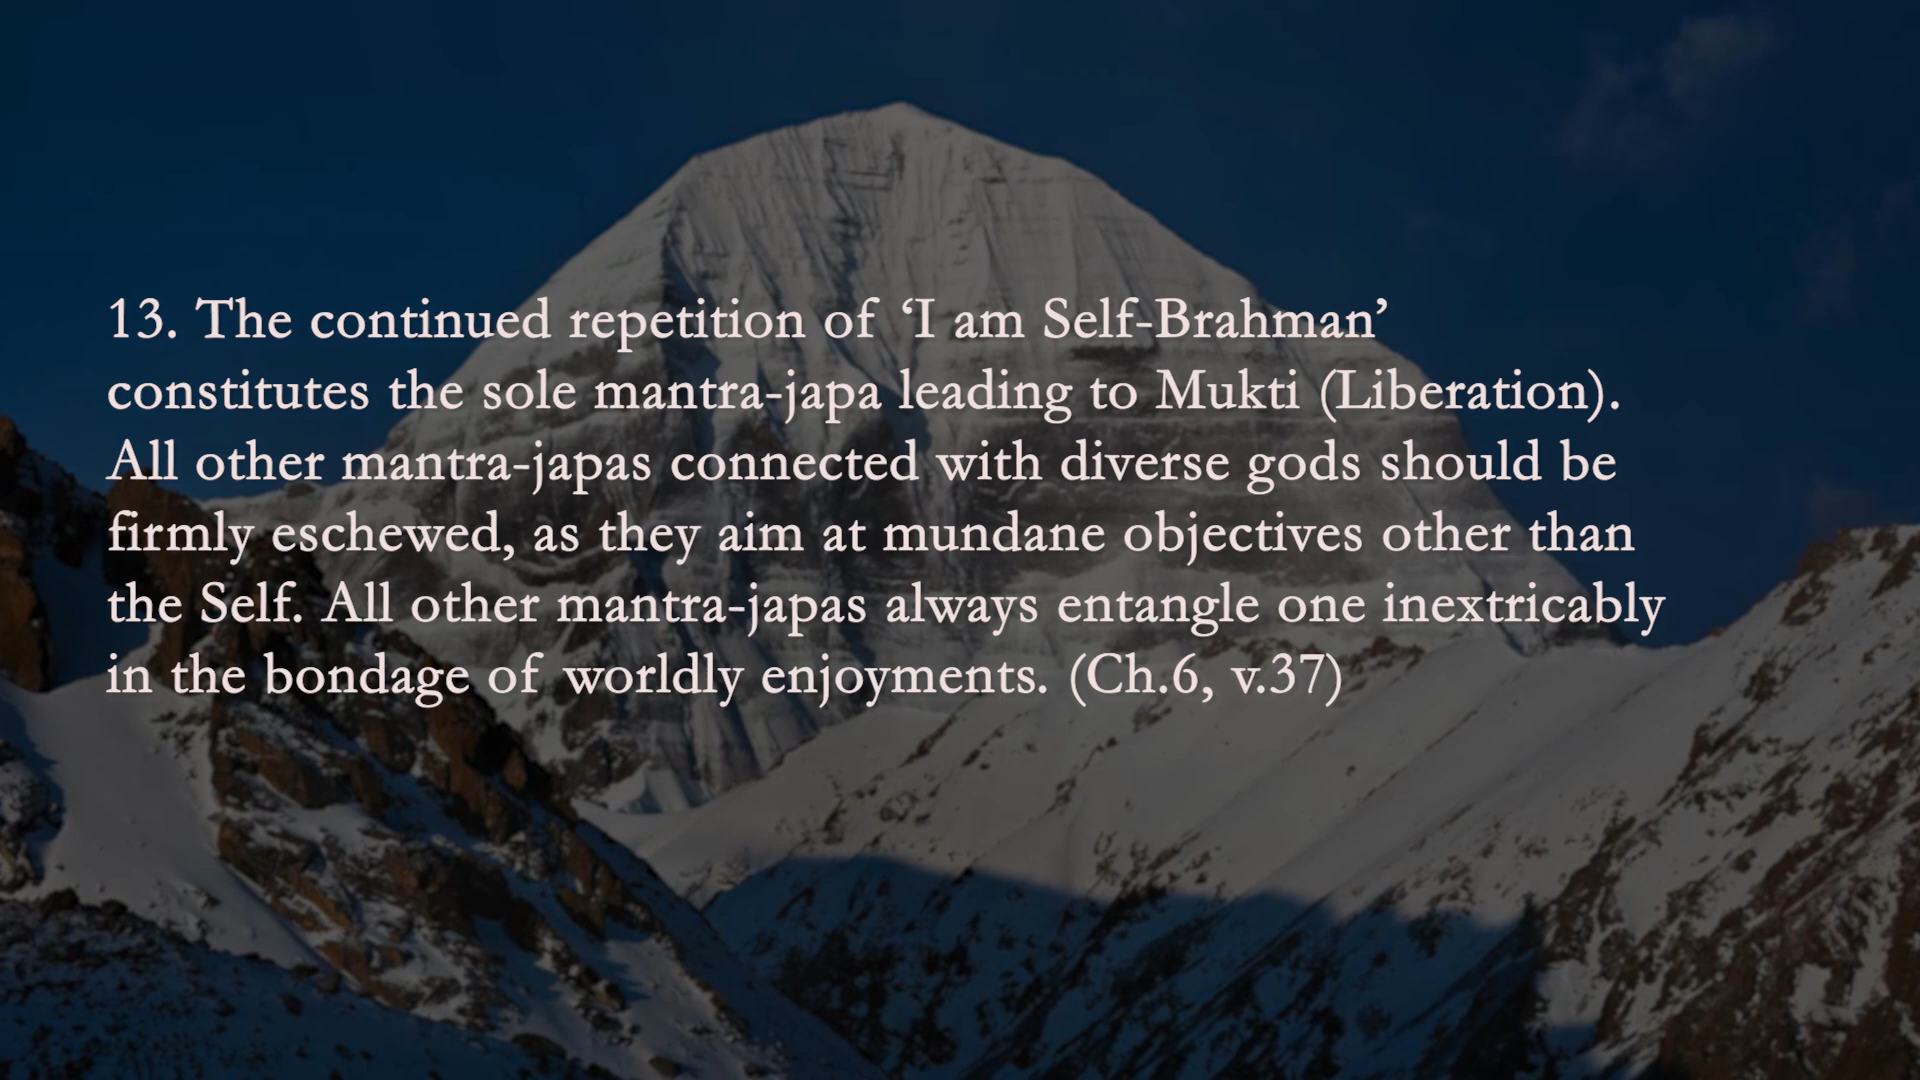 13. The continued repetition of ‘I am Self-Brahman’
constitutes the sole mantra-japa leading to Mukti (Liberation).
All other mantra-japas connected with diverse gods should be
firmly eschewed, as they aim at mundane objectives other than
the Self. All other mantra-japas always entangle one inextricably
in the bondage of worldly enjoyments. (Ch.6, v.37)